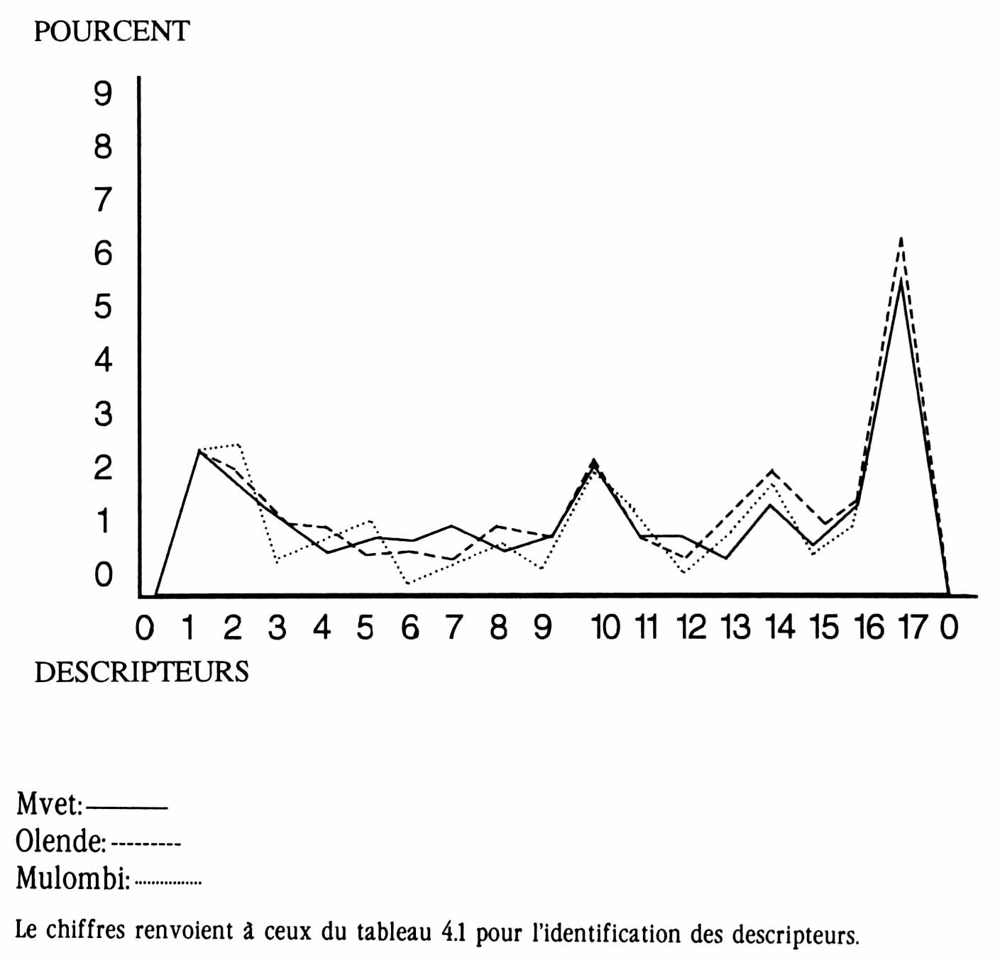 POURCENT
9
8
7
6
5
4
3
2
1
0
0 1 2 3 4 5 6 7 8 9 10 11 12 13 14 15 16 17 0
DESCRIPTEURS
Mvet:
Olende:
Mulombi:
Le chiffres renvoient à ceux du tableau 4.1 pour l'identification des descripteurs.